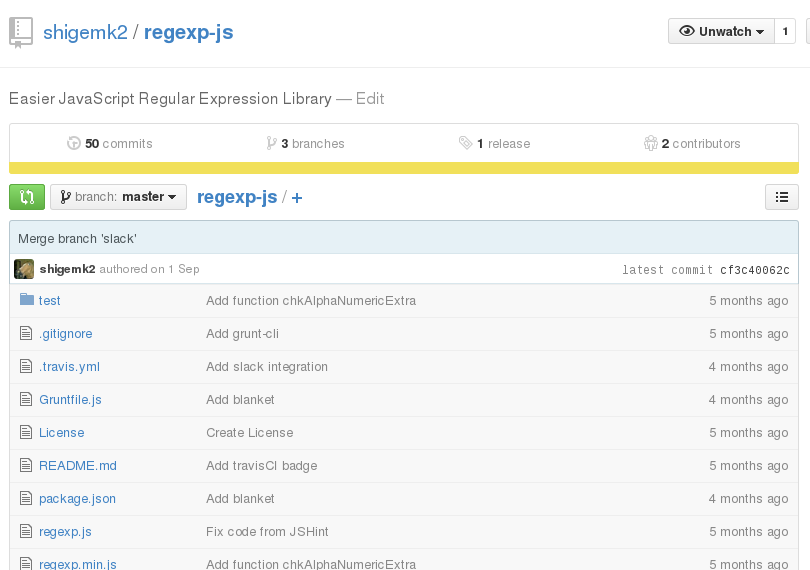 shigemk2 / regexp-js
Unwatch 1
Easier JavaScript Regular Expression Library — Edit
50 commits 3 branches 1 release 2 contributors
branch: master regexp-js / +
Merge branch 'slack'
shigemk2 authored on 1 Sep latest commit cf3c40062c
test Add function chkAlphaNumericExtra 5 months ago
.gitignore Add grunt-cli 5 months ago
.travis.yml Add slack integration 4 months ago
Gruntfile.js Add blanket 4 months ago
License Create License 5 months ago
README.md Add travisCI badge 5 months ago
package.json Add blanket 4 months ago
regexp.js Fix code from JSHint 5 months ago
regexp.min.js Add function chkAlphaNumericExtra 5 months ago